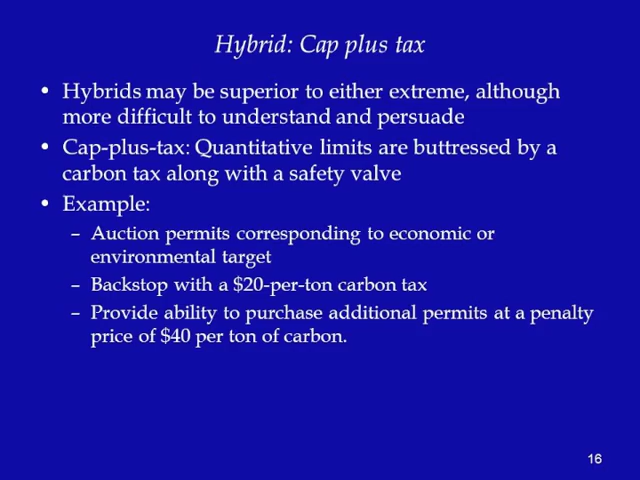 Hybrid: Cap plus tax
• Hybrids may be superior to either extreme, although
more difficult to understand and persuade
• Cap-plus-tax: Quantitative limits are buttressed by a
carbon tax along with a safety valve
• Example:
– Auction permits corresponding to economic or
environmental target
– Backstop with a $20-per-ton carbon tax
– Provide ability to purchase additional permits at a penalty
price of $40 per ton of carbon.
16